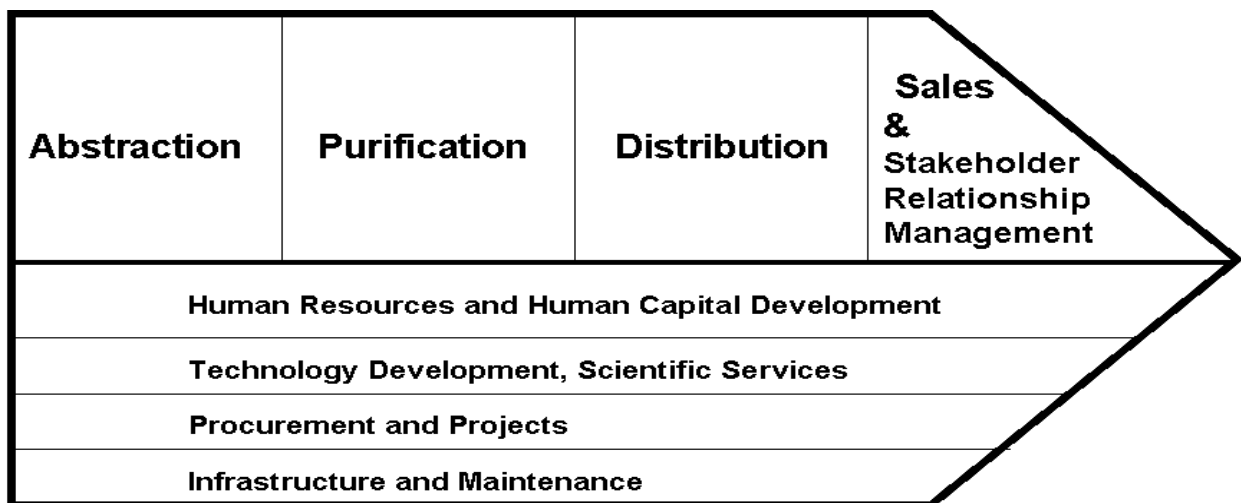 Abstraction
Purification
Distribution
Sales
&
Stakeholder
Relationship
Management
Human Resources and Human Capital Development
Technology Development, Scientific Services
Procurement and Projects
Infrastructure and Maintenance